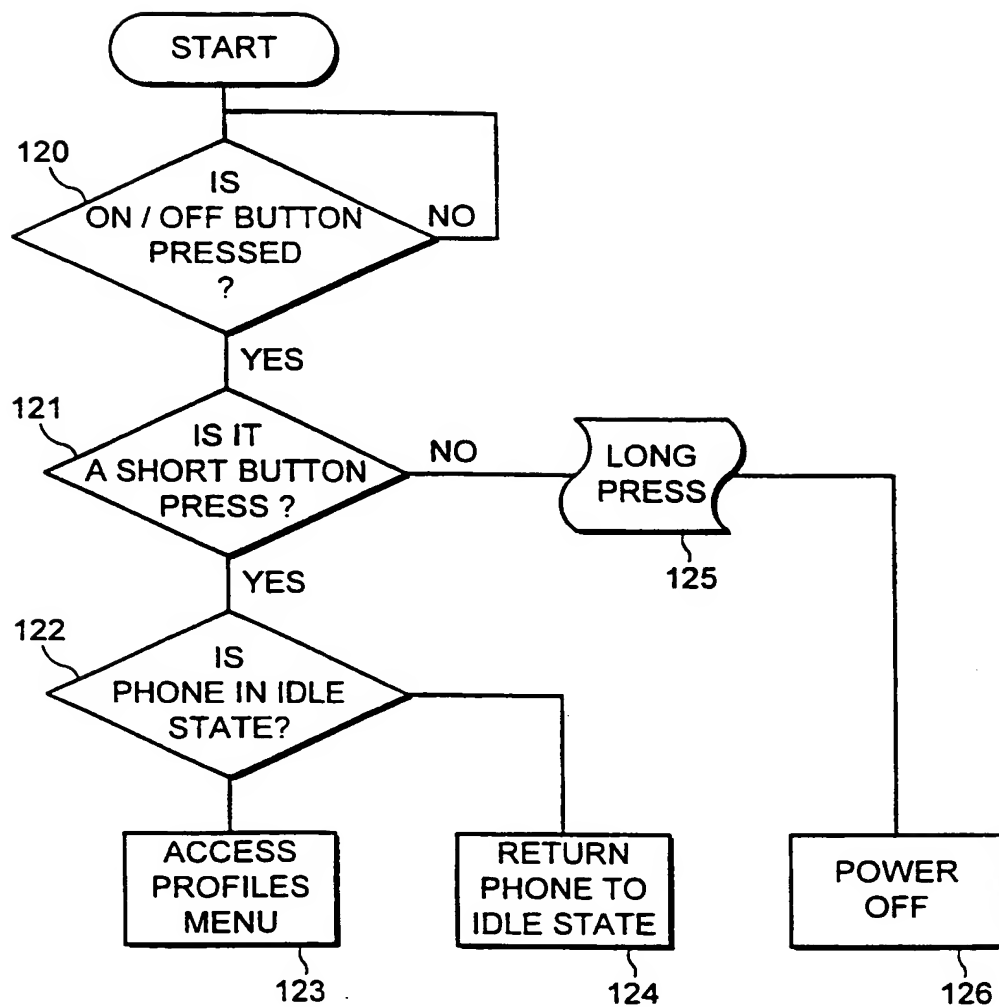 START
120
IS
ON / OFF BUTTON
PRESSED
?
NO
YES
121
IS IT
A SHORT BUTTON
PRESS ?
NO
LONG
PRESS
125
YES
122
IS
PHONE IN IDLE
STATE?
ACCESS
PROFILES
MENU
123
RETURN
PHONE TO
IDLE STATE
124
POWER
OFF
126